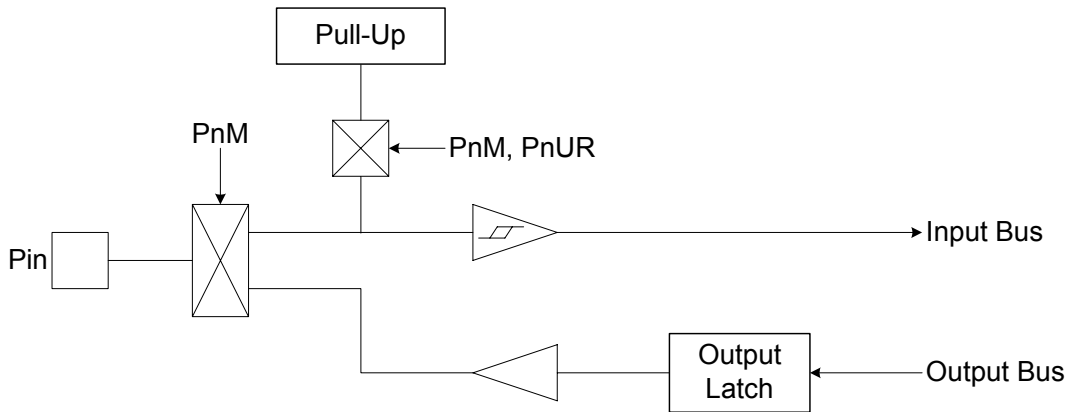 Pull-Up
PnM
PnM, PnUR
Input Bus
Pin
Output
Latch
Output Bus